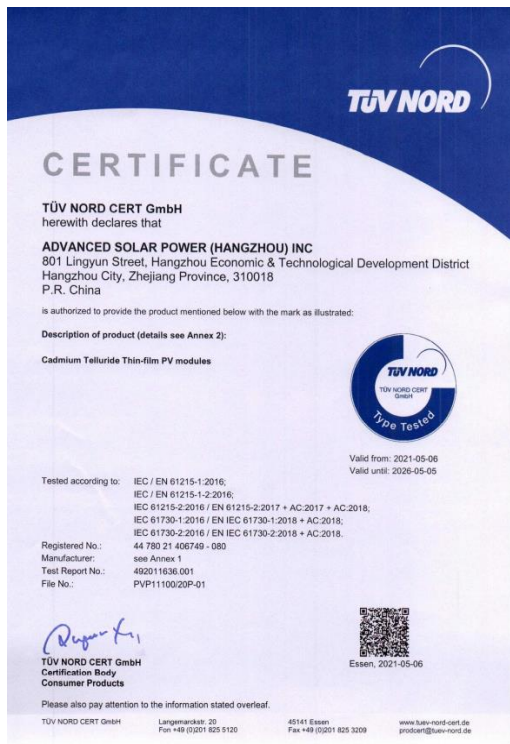 TÜV NORD
CERTIFICATE
TÜV NORD CERT GmbH
herewith declares that
ADVANCED SOLAR POWER (HANGZHOU) INC
801 Lingyun Street, Hangzhou Economic & Technological Development District
Hangzhou City, Zhejiang Province, 310018
P.R. China
is authorized to provide the product mentioned below with the mark as illustrated:
Description of product (details see Annex 2):
Cadmium Telluride Thin-film PV modules
TÜV NORD
TÜV NORD CERT
GmbH
Type Tested
Valid from: 2021-05-06
Valid until: 2026-05-05
Tested according to: IEC / EN 61215-1:2016;
IEC / EN 61215-1-2:2016;
IEC 61215-2:2016 / EN 61215-2:2017 + AC:2017 + AC:2018;
IEC 61730-1:2016 / EN IEC 61730-1:2018 + AC:2018;
IEC 61730-2:2016 / EN IEC 61730-2:2018 + AC:2018.
Registered No.: 44 780 21 406749 - 080
Manufacturer: see Annex 1
Test Report No.: 492011636.001
File No.: PVP11100/20P-01
TÜV NORD CERT GmbH
Certification Body
Consumer Products
Essen, 2021-05-06
Please also pay attention to the information stated overleaf.
TÜV NORD CERT GmbH Langemarckstr. 20 45141 Essen www.tuev-nord-cert.de
Fon +49 (0)201 825 5120 Fax +49 (0)201 825 3209 prodcert@tuev-nord.de